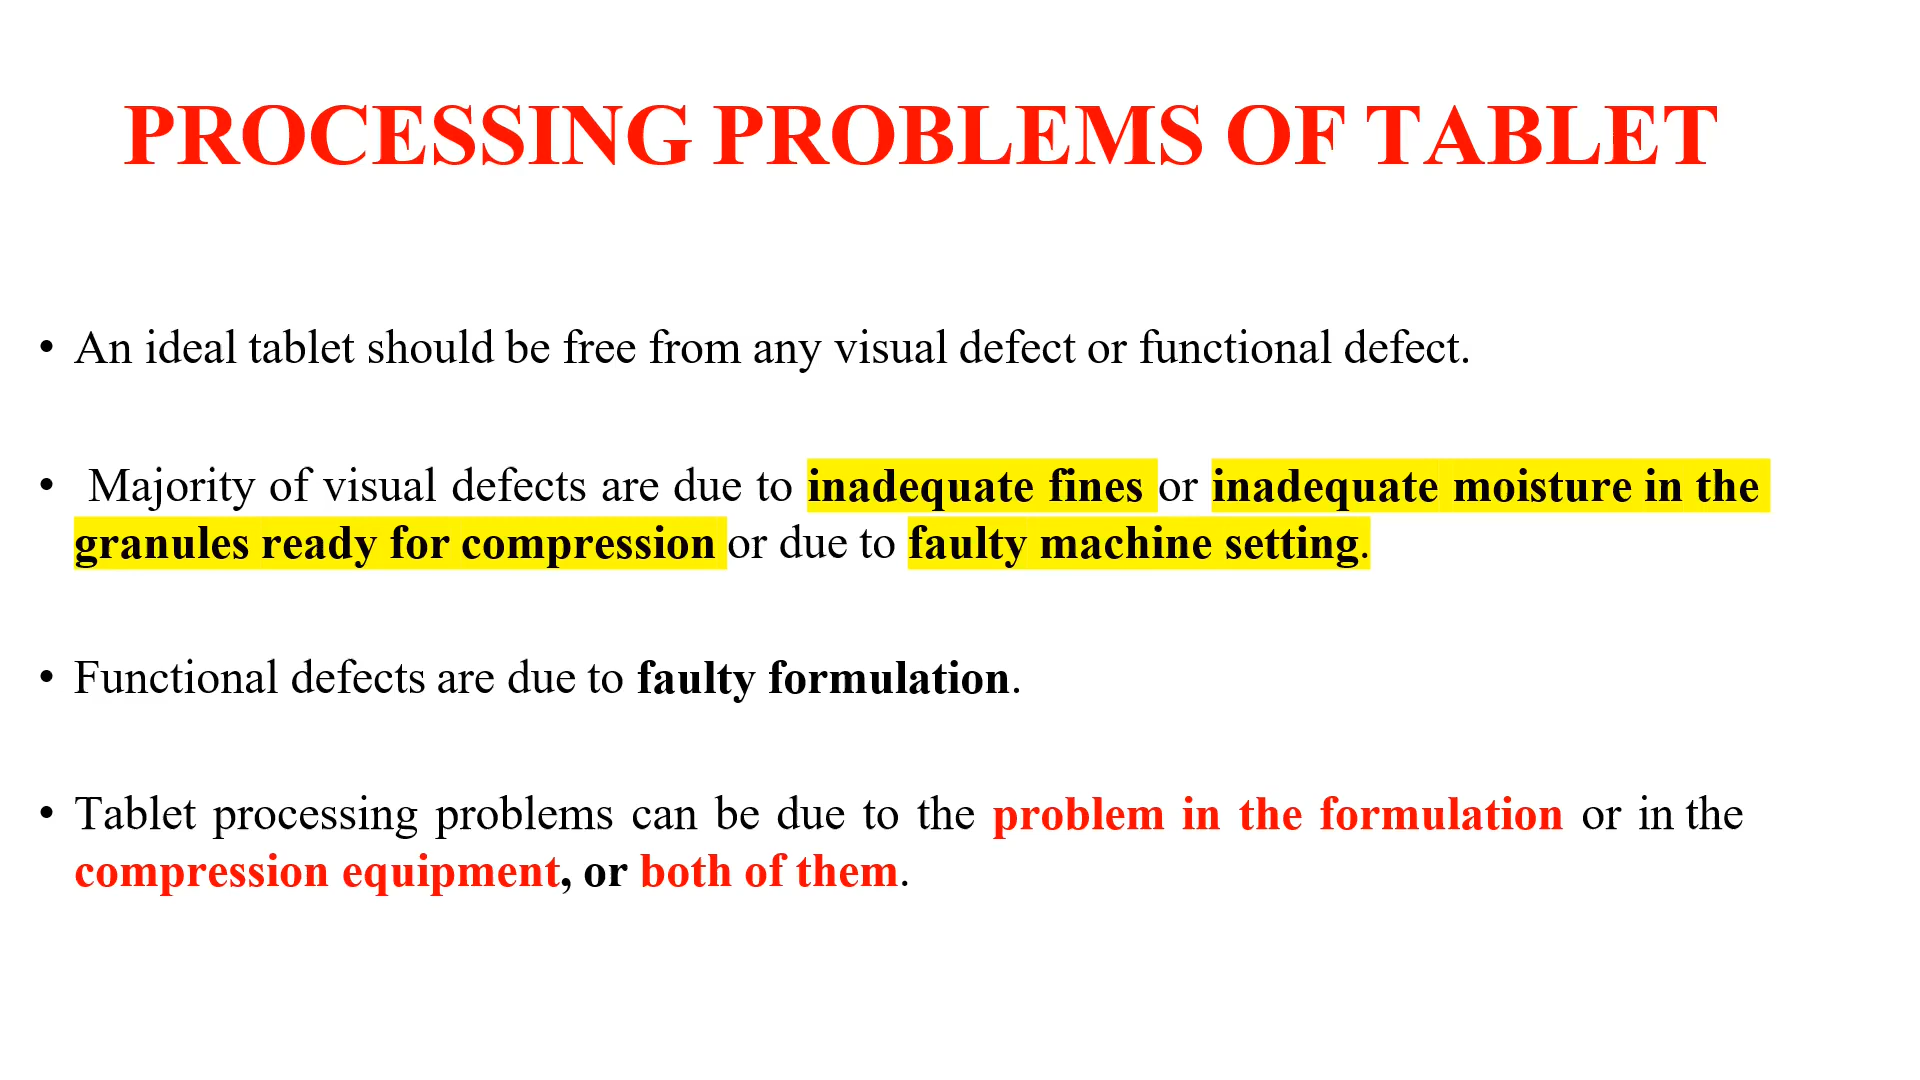 PROCESSING PROBLEMS OF TABLET
• An ideal tablet should be free from any visual defect or functional defect.
• Majority of visual defects are due to inadequate fines or inadequate moisture in the
granules ready for compression or due to faulty machine setting.
• Functional defects are due to faulty formulation.
• Tablet processing problems can be due to the problem in the formulation or in the
compression equipment, or both of them.